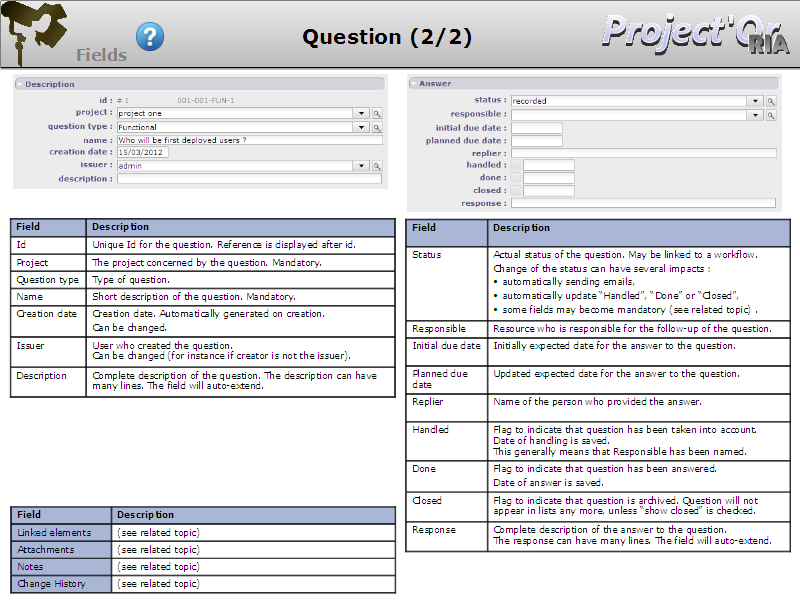 Fields
?
Question (2/2)
Project'Or
RIA
Description
id : # 1 001-001-FUN-1
project : project one
question type : Functional
name : Who will be first deployed users ?
creation date : 15/03/2012
issuer : admin
description :
Field Description
Id Unique Id for the question. Reference is displayed after id.
Project The project concerned by the question. Mandatory.
Question type Type of question.
Name Short description of the question. Mandatory.
Creation date Creation date. Automatically generated on creation.
Can be changed.
Issuer User who created the question.
Can be changed (for instance if creator is not the issuer).
Description Complete description of the question. The description can have
many lines. The field will auto-extend.
Field Description
Linked elements (see related topic)
Attachments (see related topic)
Notes (see related topic)
Change History (see related topic)
Answer
status : recorded
responsible :
initial due date :
planned due date :
replier :
handled :
done :
closed :
response :
Field Description
Status Actual status of the question. May be linked to a workflow.
Change of the status can have several impacts :
• automatically sending emails,
• automatically update “Handled”, “Done” or “Closed”,
• some fields may become mandatory (see related topic) .
Responsible Resource who is responsible for the follow-up of the question.
Initial due date Initially expected date for the answer to the question.
Planned due Updated expected date for the answer to the question.
date
Replier Name of the person who provided the answer.
Handled Flag to indicate that question has been taken into account.
Date of handling is saved.
This generally means that Responsible has been named.
Done Flag to indicate that question has been answered.
Date of answer is saved.
Closed Flag to indicate that question is archived. Question will not
appear in lists any more, unless “show closed” is checked.
Response Complete description of the answer to the question.
The response can have many lines. The field will auto-extend.